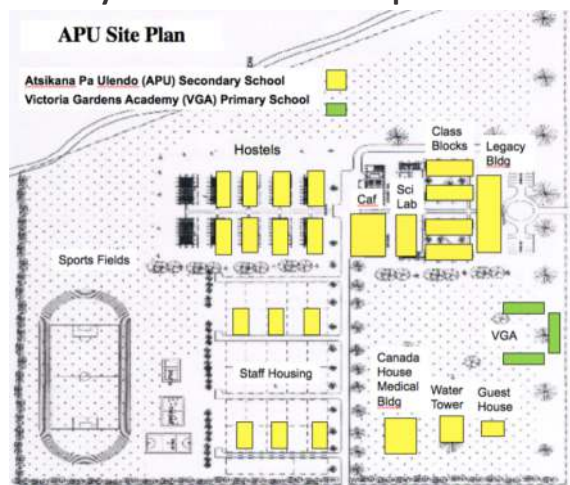 APU Site Plan
Atsikana Pa Ulendo (APU) Secondary School
Victoria Gardens Academy (VGA) Primary School
Hostels
Class
Blocks
Legacy
Bldg
Caf
Sci
Lab
Sports Fields
VGA
Staff Housing
Canada
House
Medical
Bldg
Water
Tower
Guest
House